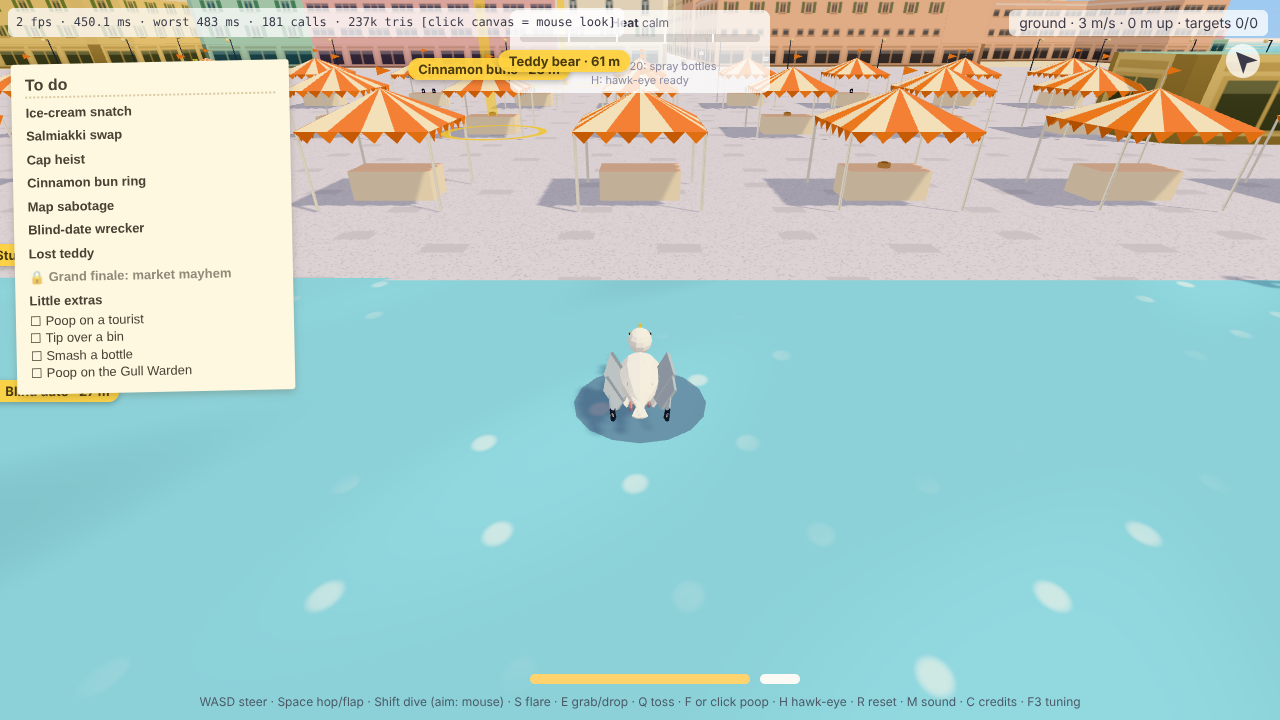 2 fps · 450.1 ms · worst 483 ms · 181 calls · 237k tris [click canvas = mouse look]
calm
ground · 3 m/s · 0 m up · targets 0/0
Teddy bear · 61 m
Cinnamon
20: spray bottles
H: hawk-eye ready
To do
Ice-cream snatch
Salmiakki swap
Cap heist
Cinnamon bun ring
Map sabotage
Blind-date wrecker
Lost teddy
🔒 Grand finale: market mayhem
Little extras
☐ Poop on a tourist
☐ Tip over a bin
☐ Smash a bottle
☐ Poop on the Gull Warden
WASD steer · Space hop/flap · Shift dive (aim: mouse) · S flare · E grab/drop · Q toss · F or click poop · H hawk-eye · R reset · M sound · C credits · F3 tuning